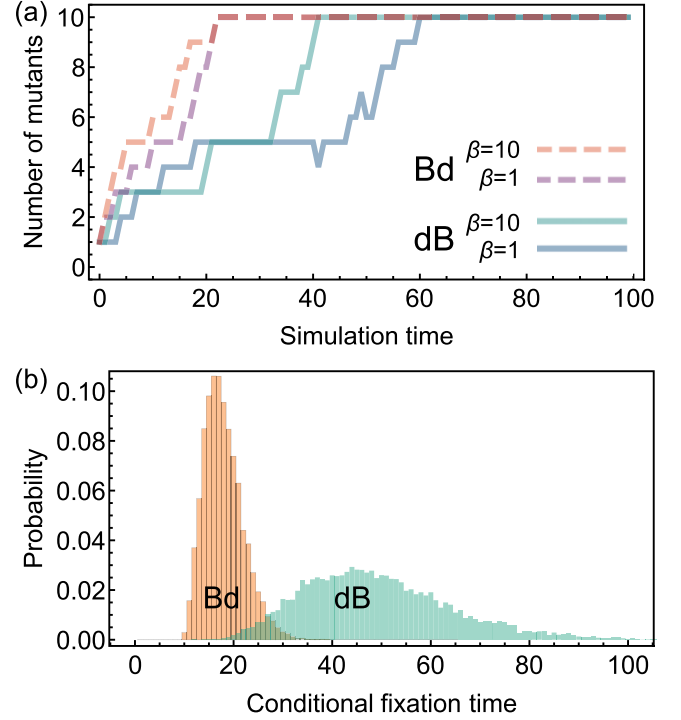 (a)
Number of mutants
10
8
6
4
2
0
Bd
β=10
β=1
dB
β=10
β=1
0 20 40 60 80 100
Simulation time
(b)
Probability
0.10
0.08
0.06
0.04
0.02
0.00
Bd dB
0 20 40 60 80 100
Conditional fixation time